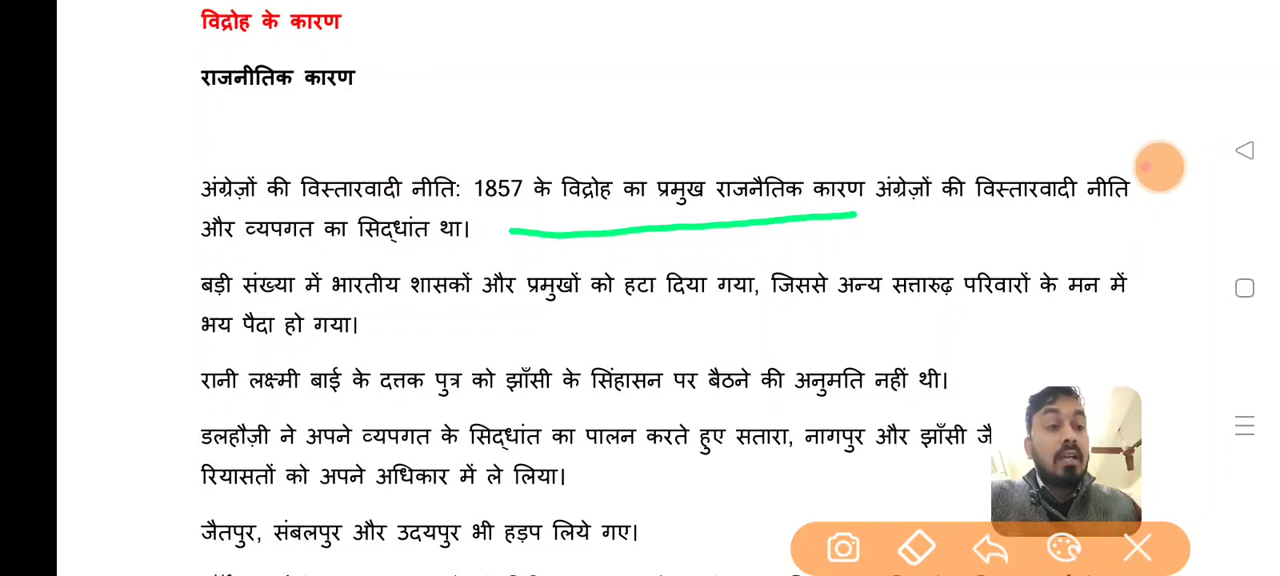 विद्रोह के कारण
राजनीतिक कारण
अंग्रेज़ों की विस्तारवादी नीति: 1857 के विद्रोह का प्रमुख राजनैतिक कारण अंग्रेज़ों की विस्तारवादी नीति
और व्यपगत का सिद्धांत था।
बड़ी संख्या में भारतीय शासकों और प्रमुखों को हटा दिया गया, जिससे अन्य सत्तारुढ़ परिवारों के मन में
भय पैदा हो गया।
रानी लक्ष्मी बाई के दत्तक पुत्र को झाँसी के सिंहासन पर बैठने की अनुमति नहीं थी।
डलहौज़ी ने अपने व्यपगत के सिद्धांत का पालन करते हुए सतारा, नागपुर और झाँसी
रियासतों को अपने अधिकार में ले लिया।
जैतपुर, संबलपुर और उदयपुर भी हड़प लिये गए।